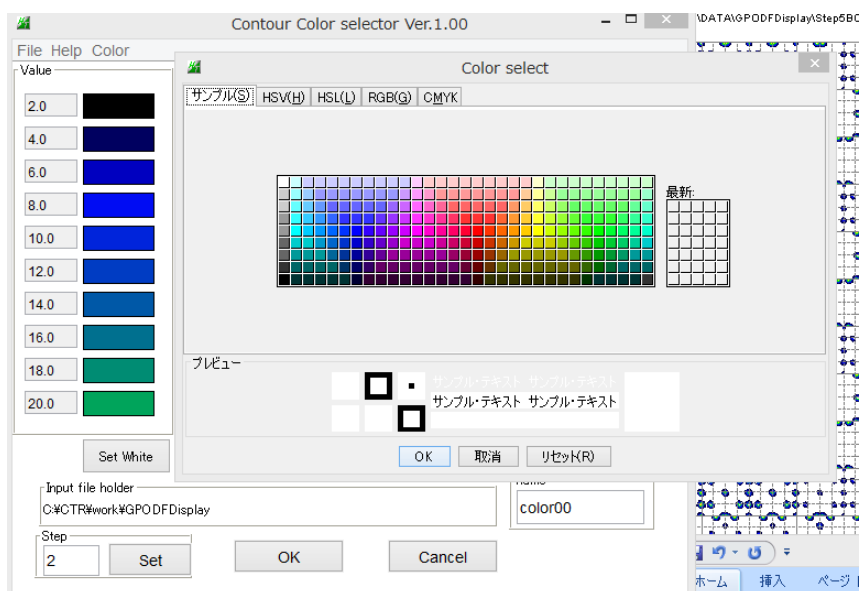 Contour Color selector Ver.1.00
\DATA\GPODFDisplay\Step5BC
File Help Color
Value
2.0
4.0
6.0
8.0
10.0
12.0
14.0
16.0
18.0
20.0
Set White
Color select
サンプル(S) HSV(H) HSL(L) RGB(G) CMYK
最新:
プレビュー
サンプル・テキスト サンプル・テキスト
サンプル・テキスト サンプル・テキスト
OK 取消 リセット(R)
Input file holder
C:¥CTR¥work¥GPODFDisplay
name
color00
Step
2 Set
OK Cancel
ホーム 挿入